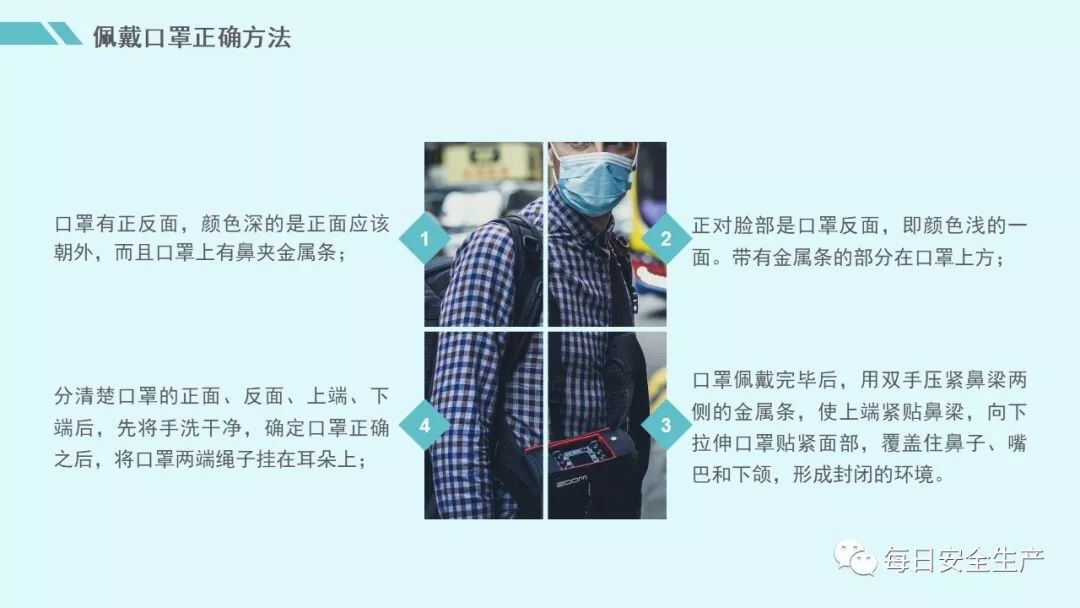 佩戴口罩正确方法
口罩有正反面，颜色深的是正面应该
朝外，而且口罩上有鼻夹金属条；
1
2
正对脸部是口罩反面，即颜色浅的一
面。带有金属条的部分在口罩上方；
分清楚口罩的正面、反面、上端、下
端后，先将手洗干净，确定口罩正确
之后，将口罩两端绳子挂在耳朵上；
4
3
口罩佩戴完毕后，用双手压紧鼻梁两
侧的金属条，使上端紧贴鼻梁，向下
拉伸口罩贴紧面部，覆盖住鼻子、嘴
巴和下颌，形成封闭的环境。
ZOOM
每日安全生产